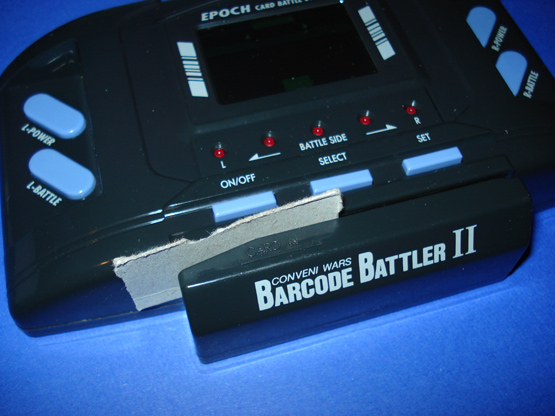 EPOCH CARD BATTLE
L-POWER
L-BATTLE
B-POWER
B-BATTLE
L
BATTLE SIDE
R
ON/OFF
SELECT
SET
CONVENI WARS
BARCODE BATTLER II